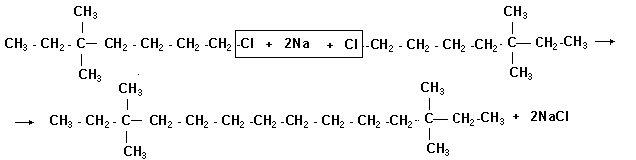 CH₃ CH₃
CH₃ - CH₂ - C — CH₂ - CH₂ - CH₂ - CH₂ - Cl + 2Na + Cl - CH₂ - CH₂ - CH₂ - CH₂ - C — CH₂ - CH₃ →
CH₃ CH₃
CH₃ CH₃
→ CH₃ - CH₂ - C — CH₂ - CH₂ - CH₂ - CH₂ - CH₂ - CH₂ - CH₂ - CH₂ - C — CH₂ - CH₃ + 2NaCl
CH₃ CH₃